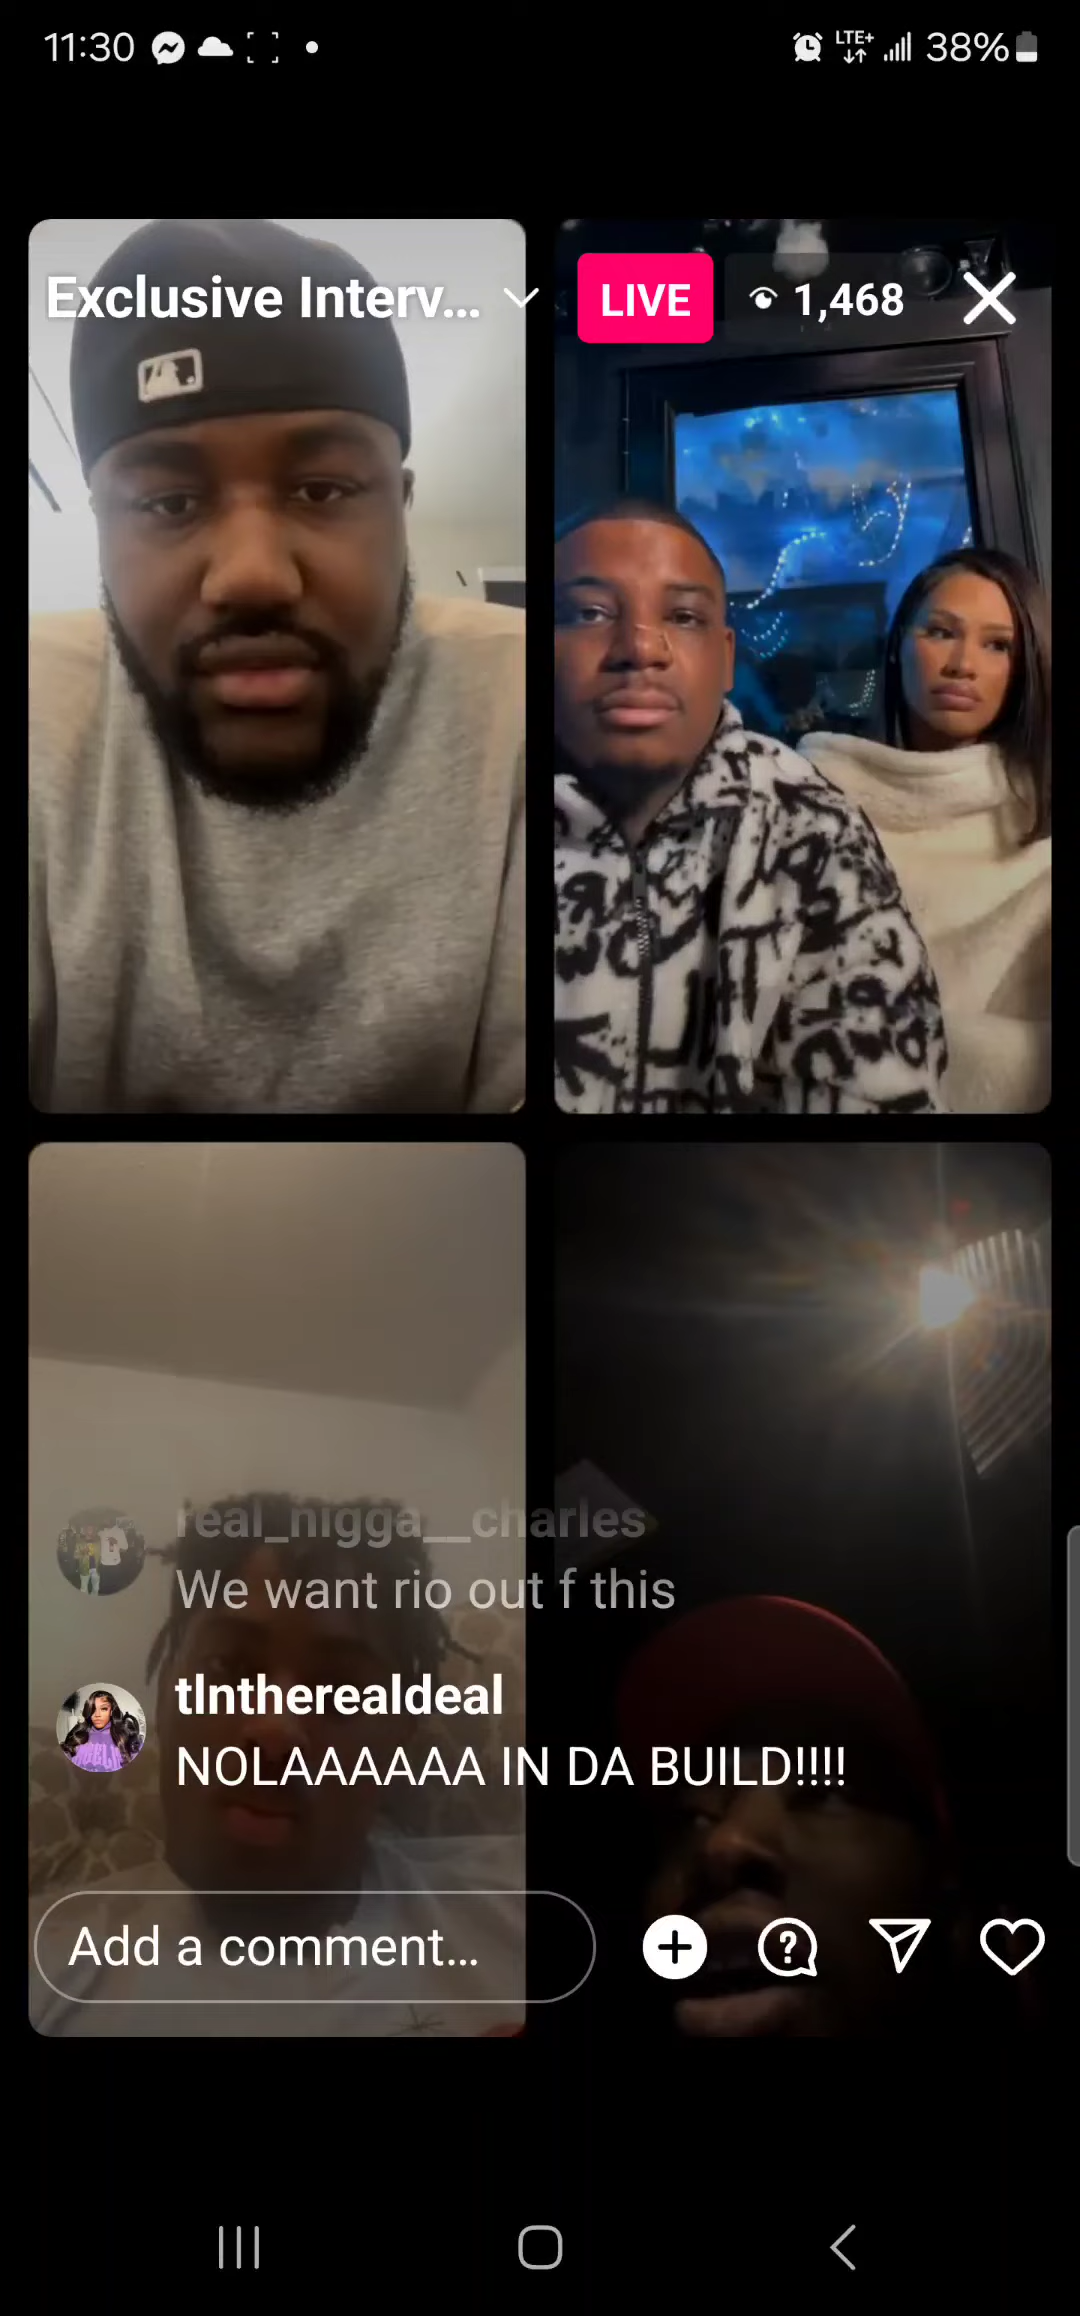 11:30
LTE+
38%
Exclusive Interv...
LIVE
1,468
real_nigga__charles
We want rio out f this
tlntherealdeal
NOLAAAAAA IN DA BUILD!!!!
Add a comment...